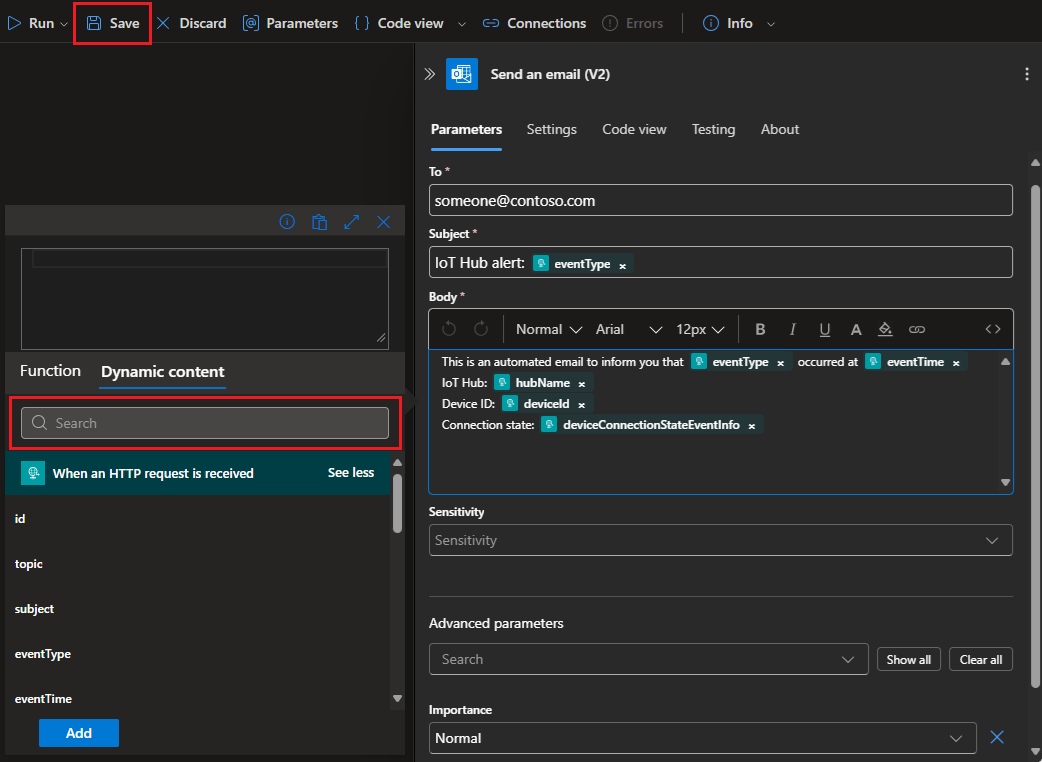 Run Save Discard Parameters Code view Connections Errors Info
Send an email (V2)
Parameters Settings Code view Testing About
To *
someone@contoso.com
Subject *
IoT Hub alert: eventType ×
Body *
Normal Arial 12px B I U A <>
This is an automated email to inform you that eventType × occurred at eventTime ×
IoT Hub: hubName ×
Device ID: deviceId ×
Connection state: deviceConnectionStateEventInfo ×
Sensitivity
Sensitivity
Advanced parameters
Search Show all Clear all
Importance
Normal
Function Dynamic content
Search
When an HTTP request is received See less
id
topic
subject
eventType
eventTime
Add